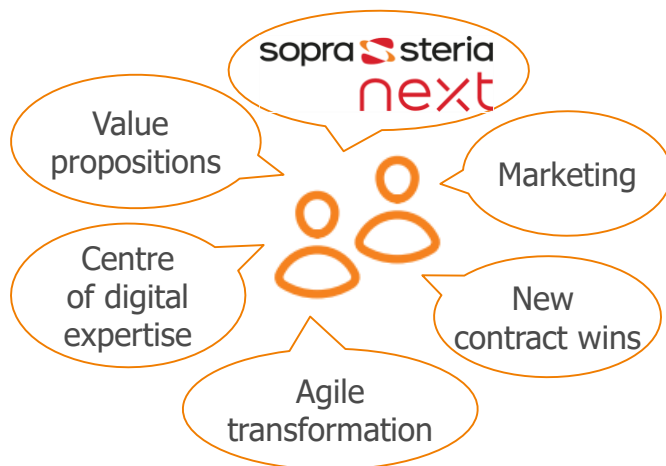 sopra steria
next
Value
propositions
Marketing
Centre
of digital
expertise
New
contract wins
Agile
transformation